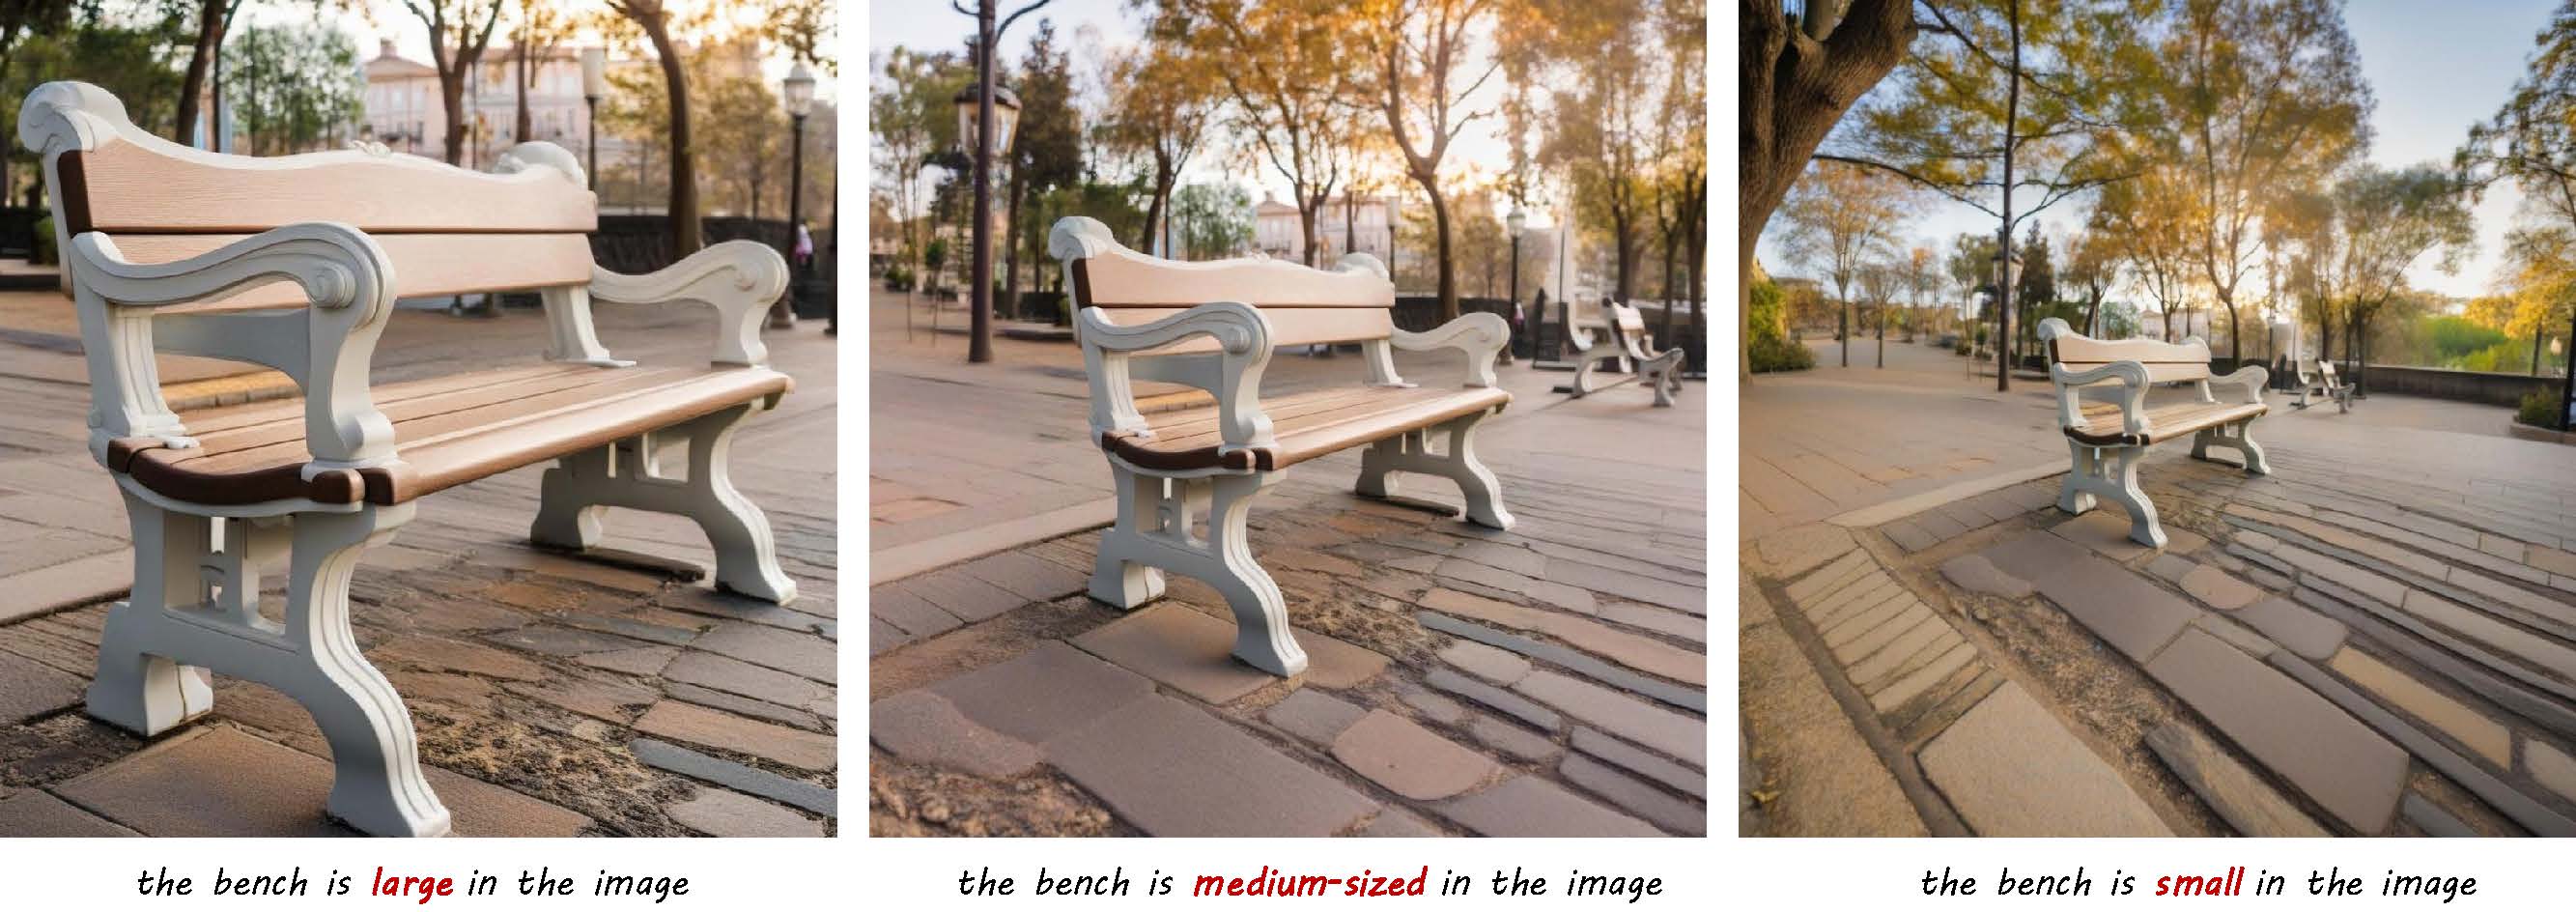 the bench is large in the image
the bench is medium-sized in the image
the bench is small in the image